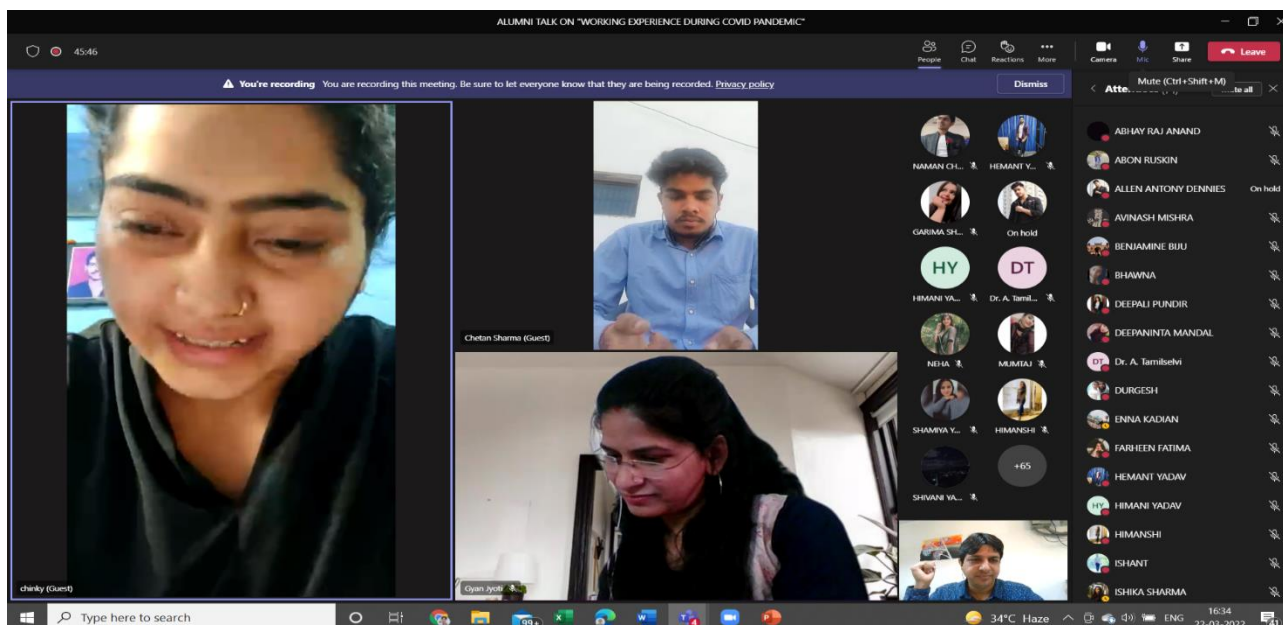 ALUMNI TALK ON "WORKING EXPERIENCE DURING COVID PANDEMIC"
45:46
People Chat Reactions More Camera Mic Share Leave
You're recording You are recording this meeting. Be sure to let everyone know that they are being recorded. Privacy policy Dismiss
Mute (Ctrl+Shift+M)
chinky (Guest)
Chetan Sharma (Guest)
Gyan Jyoti
NAMAN CH... HEMANT Y...
GARIMA SH... On hold
HY DT
HIMANI YA... Dr. A. Tamil...
NEHA MUMTAJ
SHAMIYA Y... HIMANSHI
+65
SHIVANI YA...
ABHAY RAJ ANAND
ABON RUSKIN
ALLEN ANTONY DENNIES On hold
AVINASH MISHRA
BENJAMINE BIJU
BHAWNA
DEEPALI PUNDIR
DEEPANINTA MANDAL
DT Dr. A. Tamilselvi
DURGESH
ENNA KADIAN
FARHEEN FATIMA
HEMANT YADAV
HY HIMANI YADAV
HIMANSHI
ISHANT
ISHIKA SHARMA
Type here to search
99+
4
34°C Haze
ENG
16:34
22-03-2022
41